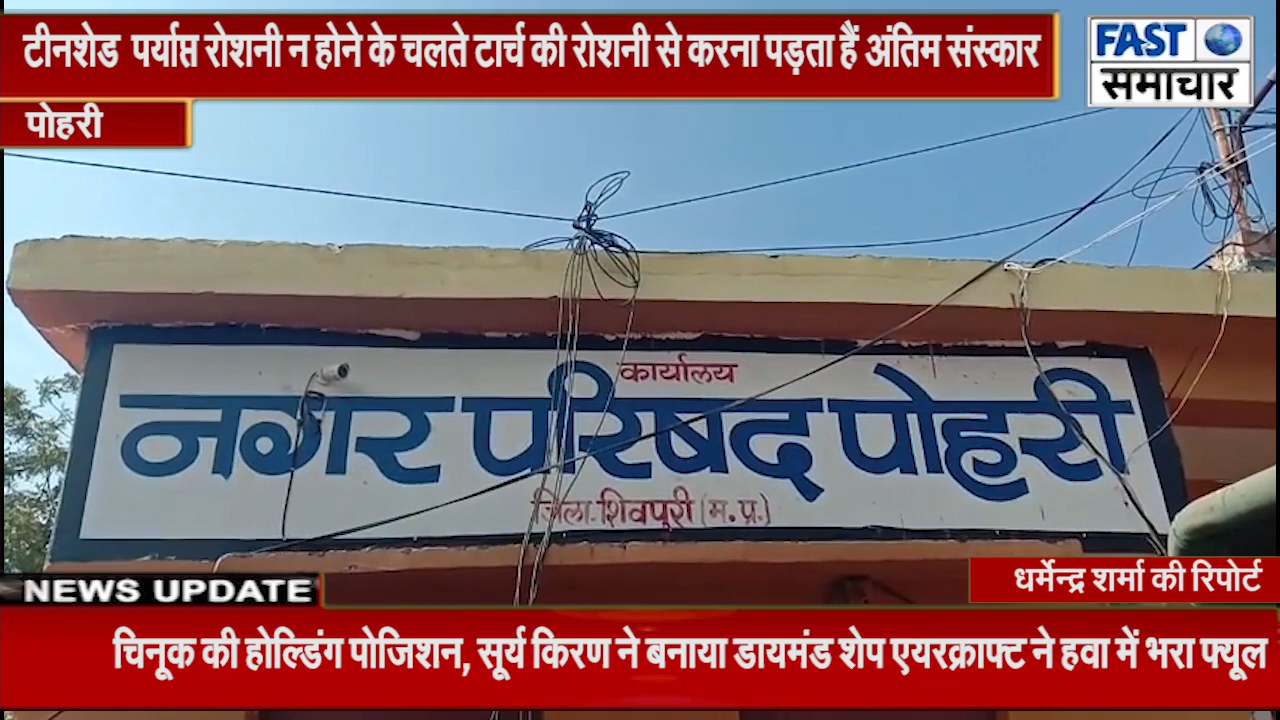 टीनशेड पर्याप्त रोशनी न होने के चलते टार्च की रोशनी से करना पड़ता हैं अंतिम संस्कार
FAST
समाचार
पोहरी
कार्यालय
नगर परिषद पोहरी
जिला-शिवपुरी (म.प्र.)
धर्मेन्द्र शर्मा की रिपोर्ट
NEWS UPDATE
चिनूक की होल्डिंग पोजिशन, सूर्य किरण ने बनाया डायमंड शेप एयरक्राफ्ट ने हवा में भरा फ्यूल